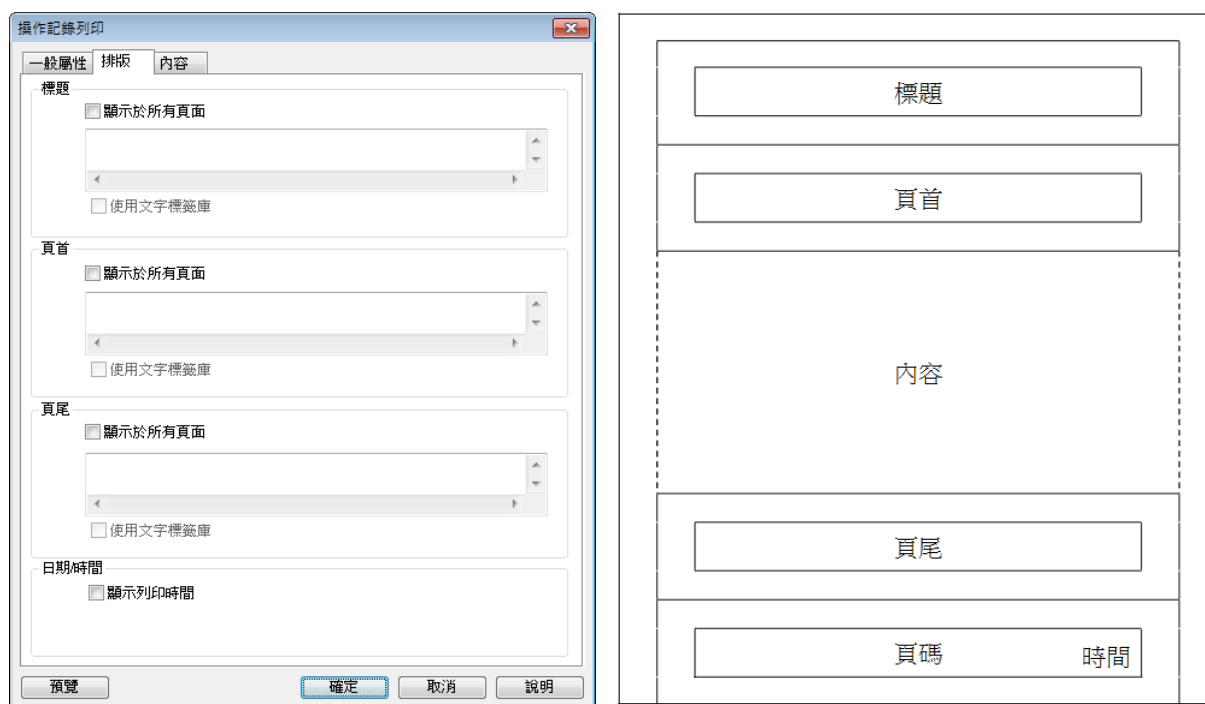 操作記錄列印
一般屬性 排版 內容
標題
顯示於所有頁面
使用文字標籤庫
頁首
顯示於所有頁面
使用文字標籤庫
頁尾
顯示於所有頁面
使用文字標籤庫
日期/時間
顯示列印時間
預覽 確定 取消 說明
標題
頁首
內容
頁尾
頁碼 時間